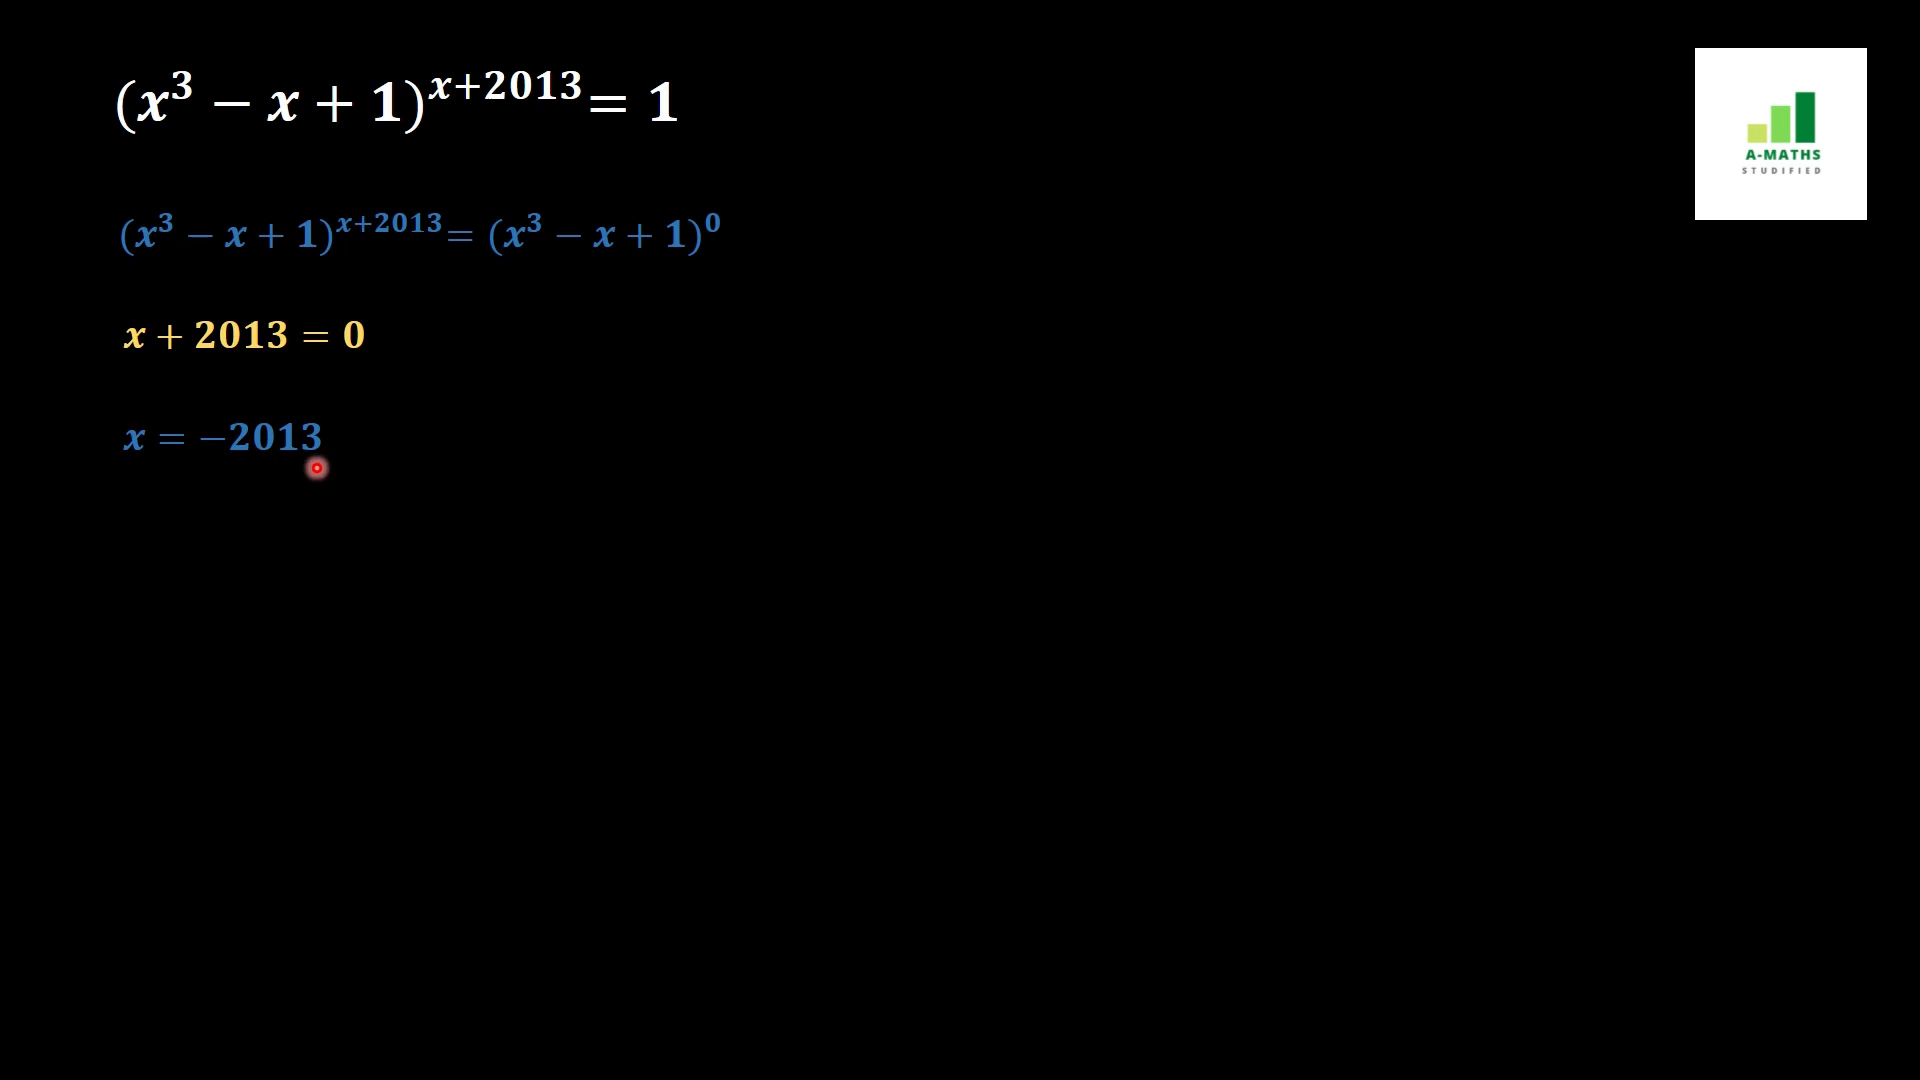 (x³ − x + 1)ˣ⁺²⁰¹³= 1
(x³ − x + 1)ˣ⁺²⁰¹³= (x³ − x + 1)⁰
x + 2013 = 0
x = −2013
A-MATHS
STUDIFIED